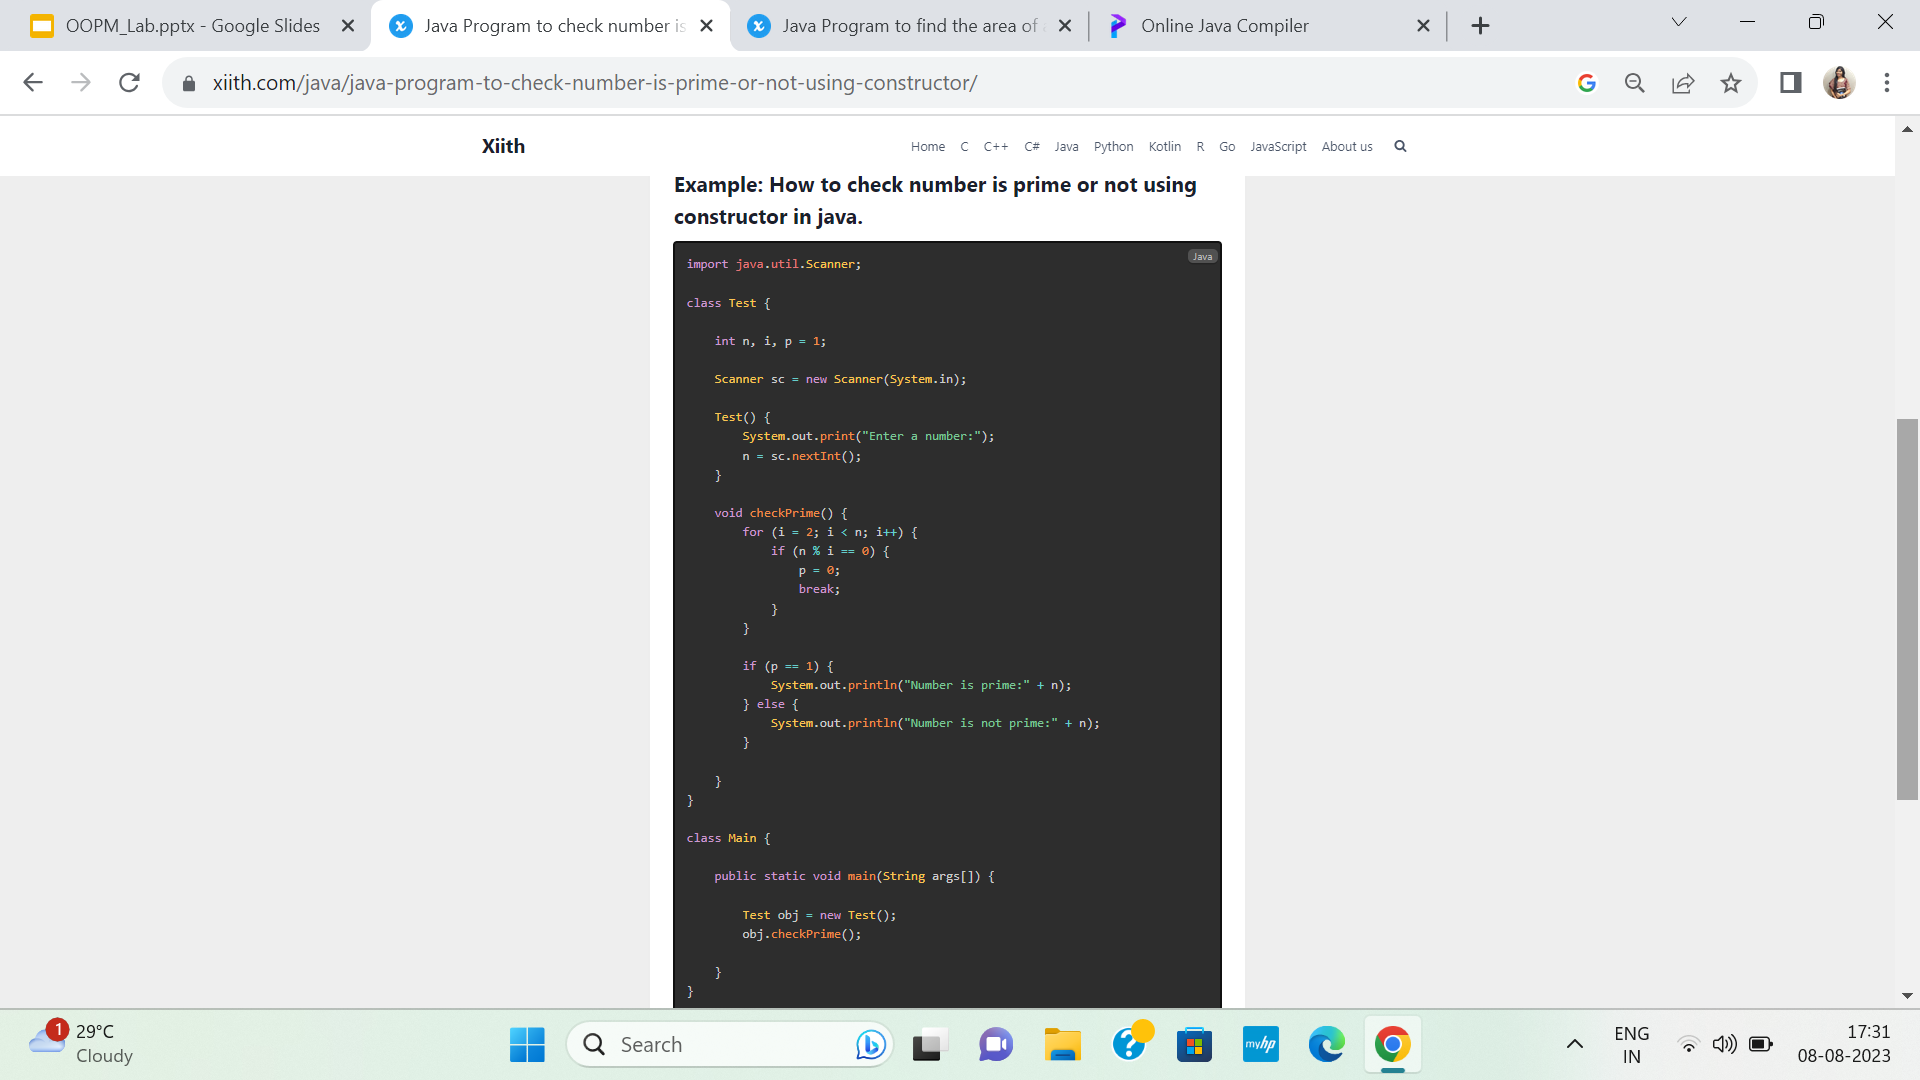 OOPM_Lab.pptx - Google Slides
Java Program to check number is
Java Program to find the area of
Online Java Compiler
xiith.com/java/java-program-to-check-number-is-prime-or-not-using-constructor/
Xiith
Home C C++ C# Java Python Kotlin R Go JavaScript About us
Example: How to check number is prime or not using
constructor in java.
Java
import java.util.Scanner;
class Test {
int n, i, p = 1;
Scanner sc = new Scanner(System.in);
Test() {
System.out.print("Enter a number:");
n = sc.nextInt();
}
void checkPrime() {
for (i = 2; i < n; i++) {
if (n % i == 0) {
p = 0;
break;
}
}
if (p == 1) {
System.out.println("Number is prime:" + n);
} else {
System.out.println("Number is not prime:" + n);
}
}
}
class Main {
public static void main(String args[]) {
Test obj = new Test();
obj.checkPrime();
}
}
1
29°C
Cloudy
Search
myhp
ENG
IN
17:31
08-08-2023